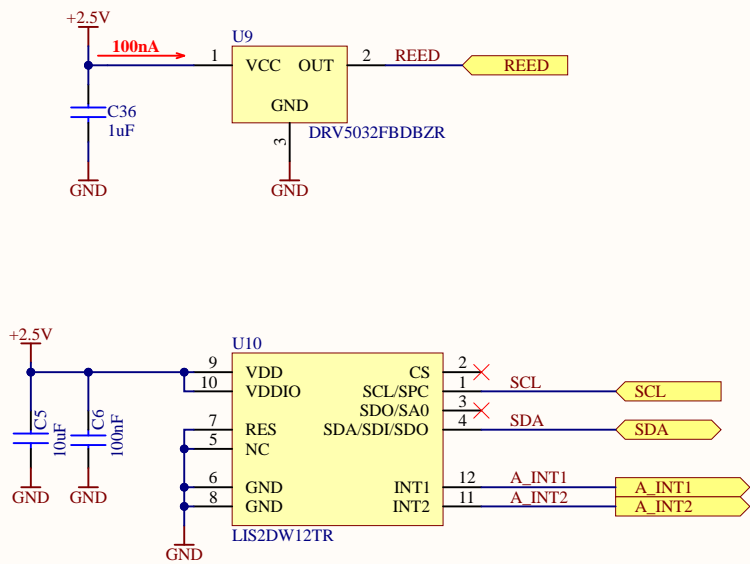 +2.5V
100nA
U9
1
VCC
OUT
2
REED
REED
GND
3
C36
1uF
DRV5032FBDBZR
GND
GND
+2.5V
U10
9
VDD
CS
2
10
VDDIO
SCL/SPC
1
SCL
SCL
SDO/SA0
3
7
RES
SDA/SDI/SDO
4
SDA
SDA
5
NC
C5
10uF
C6
100nF
6
GND
INT1
12
A_INT1
A_INT1
8
GND
INT2
11
A_INT2
A_INT2
GND
GND
LIS2DW12TR
GND